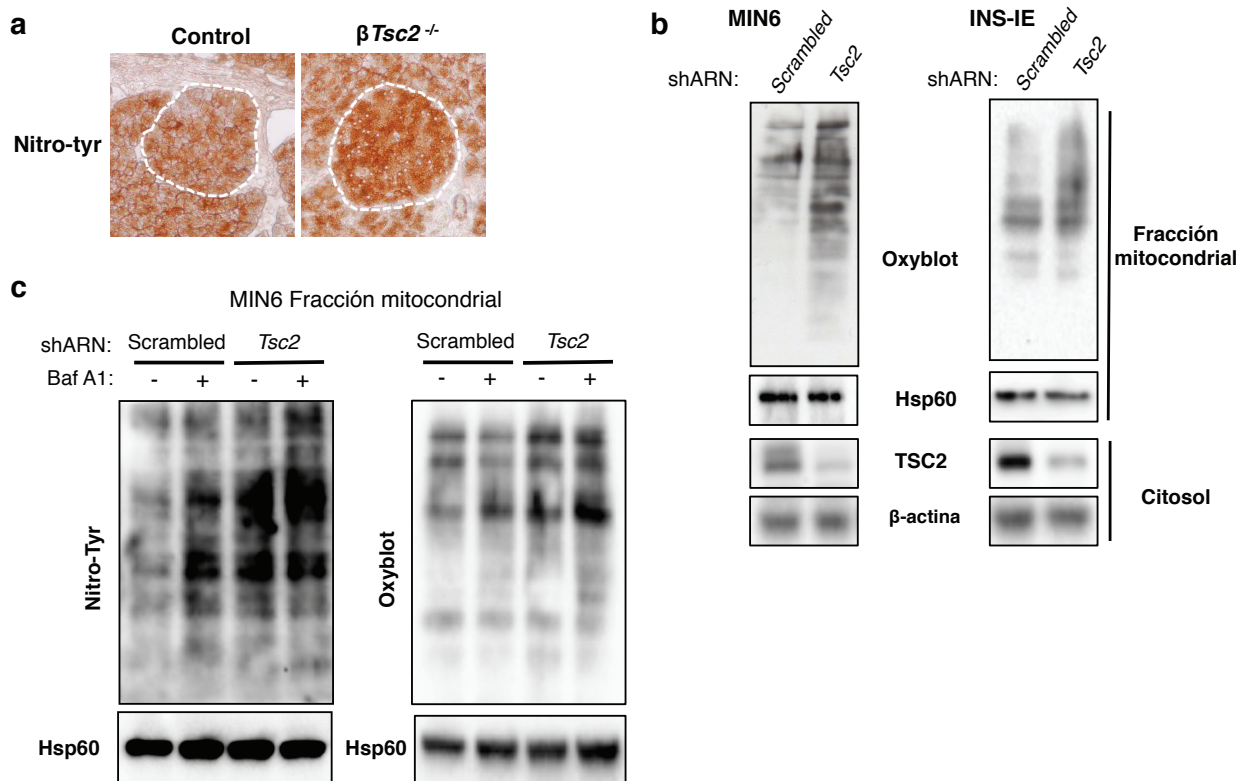 a
Control
βTsc2 -/-
Nitro-tyr
b
MIN6
INS-IE
shARN:
Scrambled
Tsc2
shARN:
Scrambled
Tsc2
Oxyblot
Fracción
mitocondrial
Hsp60
TSC2
Citosol
β-actina
c
MIN6 Fracción mitocondrial
shARN:
Scrambled
Tsc2
Scrambled
Tsc2
Baf A1:
- + - +
- + - +
Nitro-Tyr
Oxyblot
Hsp60
Hsp60